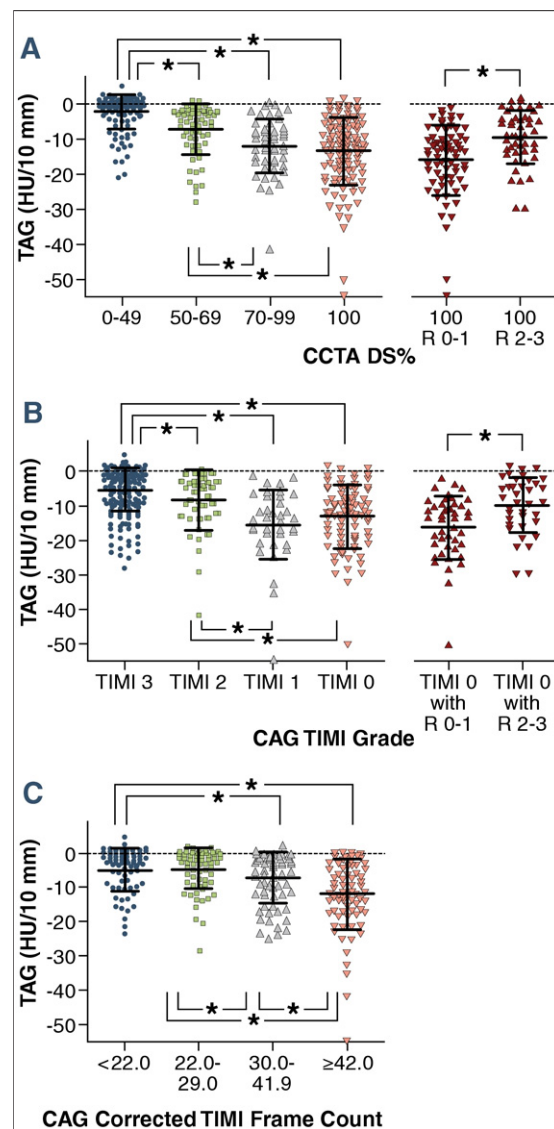 A
*
*
*
*
0
-10
-20
-30
-40
-50
TAG (HU/10 mm)
*
*
0-49 50-69 70-99 100 100 100
R 0-1 R 2-3
CCTA DS%
B
*
*
*
*
0
-10
-20
-30
-40
-50
TAG (HU/10 mm)
*
*
TIMI 3 TIMI 2 TIMI 1 TIMI 0 TIMI 0 TIMI 0
with with
R 0-1 R 2-3
CAG TIMI Grade
C
*
*
0
-10
-20
-30
-40
-50
TAG (HU/10 mm)
* *
*
<22.0 22.0- 30.0- ≥42.0
29.0 41.9
CAG Corrected TIMI Frame Count